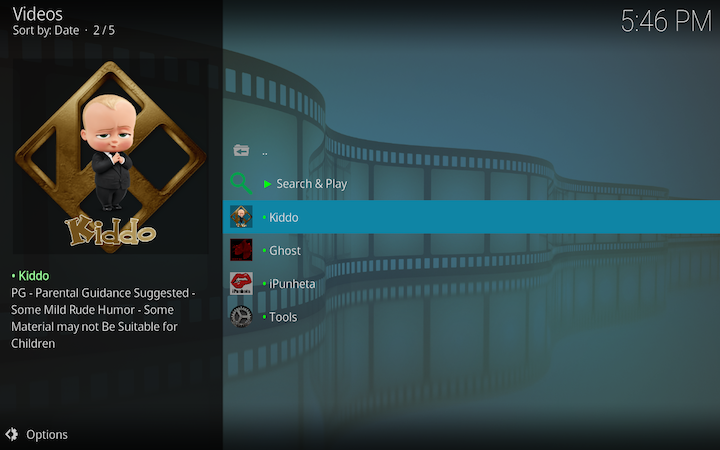 Videos
Sort by: Date · 2 / 5
5:46 PM
Kiddo
• Kiddo
PG - Parental Guidance Suggested -
Some Mild Rude Humor - Some
Material may not Be Suitable for
Children
..
Search & Play
• Kiddo
• Ghost
• iPunheta
• Tools
Options